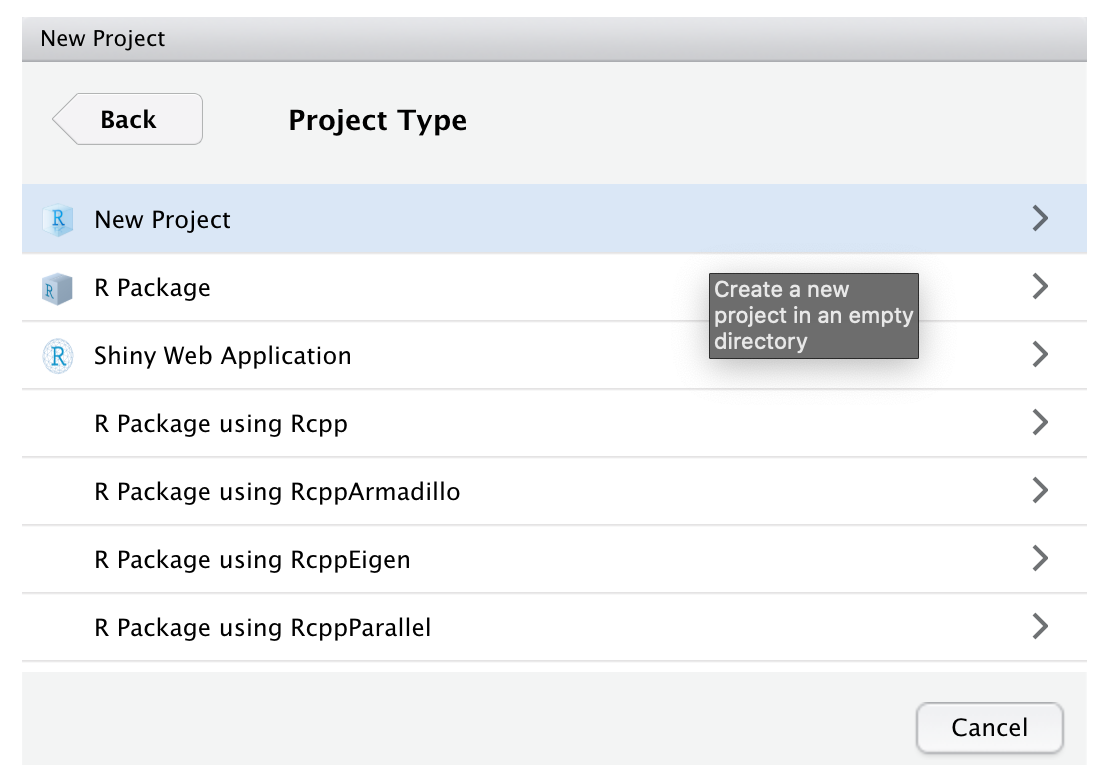 New Project
Back
Project Type
R New Project
R R Package
Create a new
project in an empty
directory
R Shiny Web Application
R Package using Rcpp
R Package using RcppArmadillo
R Package using RcppEigen
R Package using RcppParallel
Cancel